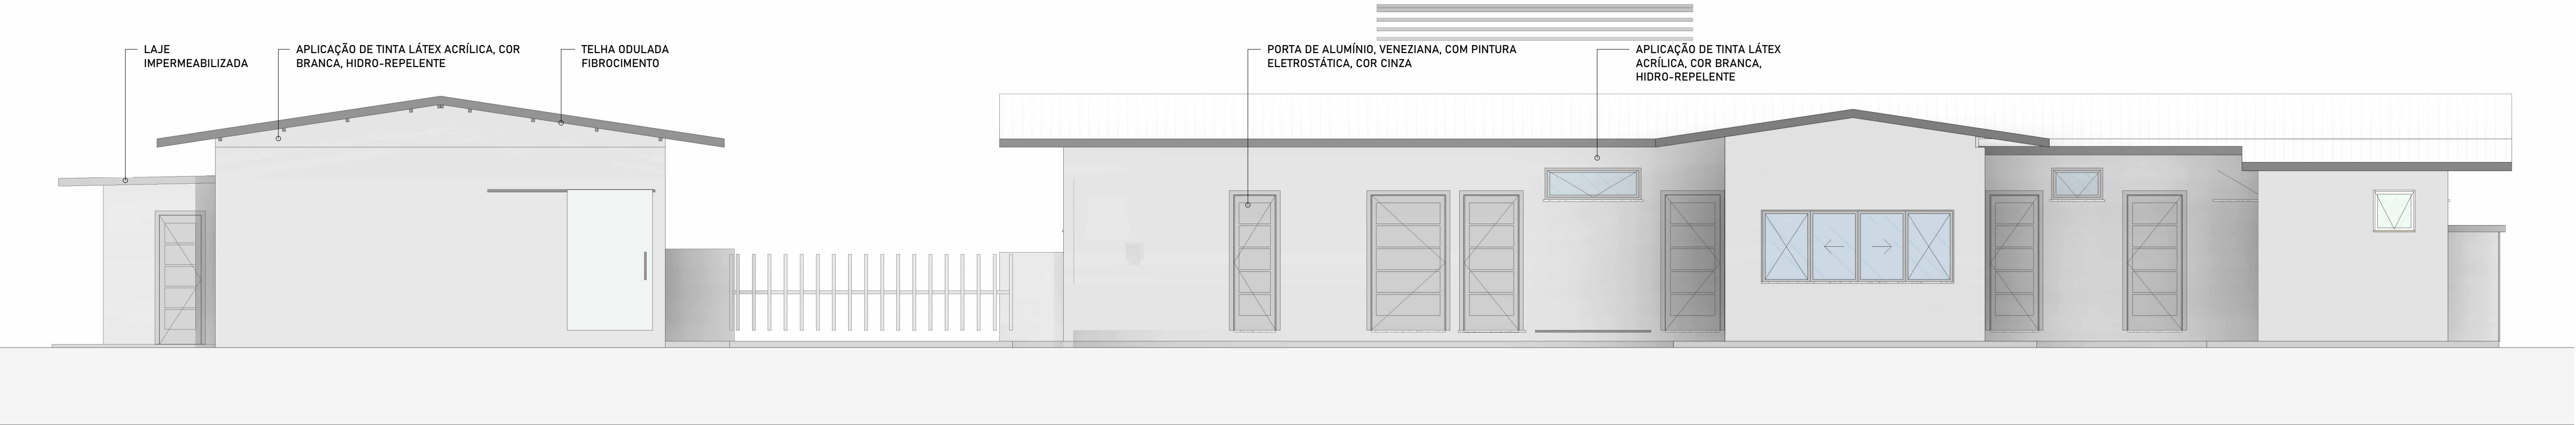 LAJE
IMPERMEABILIZADA
APLICAÇÃO DE TINTA LÁTEX ACRÍLICA, COR
BRANCA, HIDRO-REPELENTE
TELHA ODULADA
FIBROCIMENTO
PORTA DE ALUMÍNIO, VENEZIANA, COM PINTURA
ELETROSTÁTICA, COR CINZA
APLICAÇÃO DE TINTA LÁTEX
ACRÍLICA, COR BRANCA,
HIDRO-REPELENTE